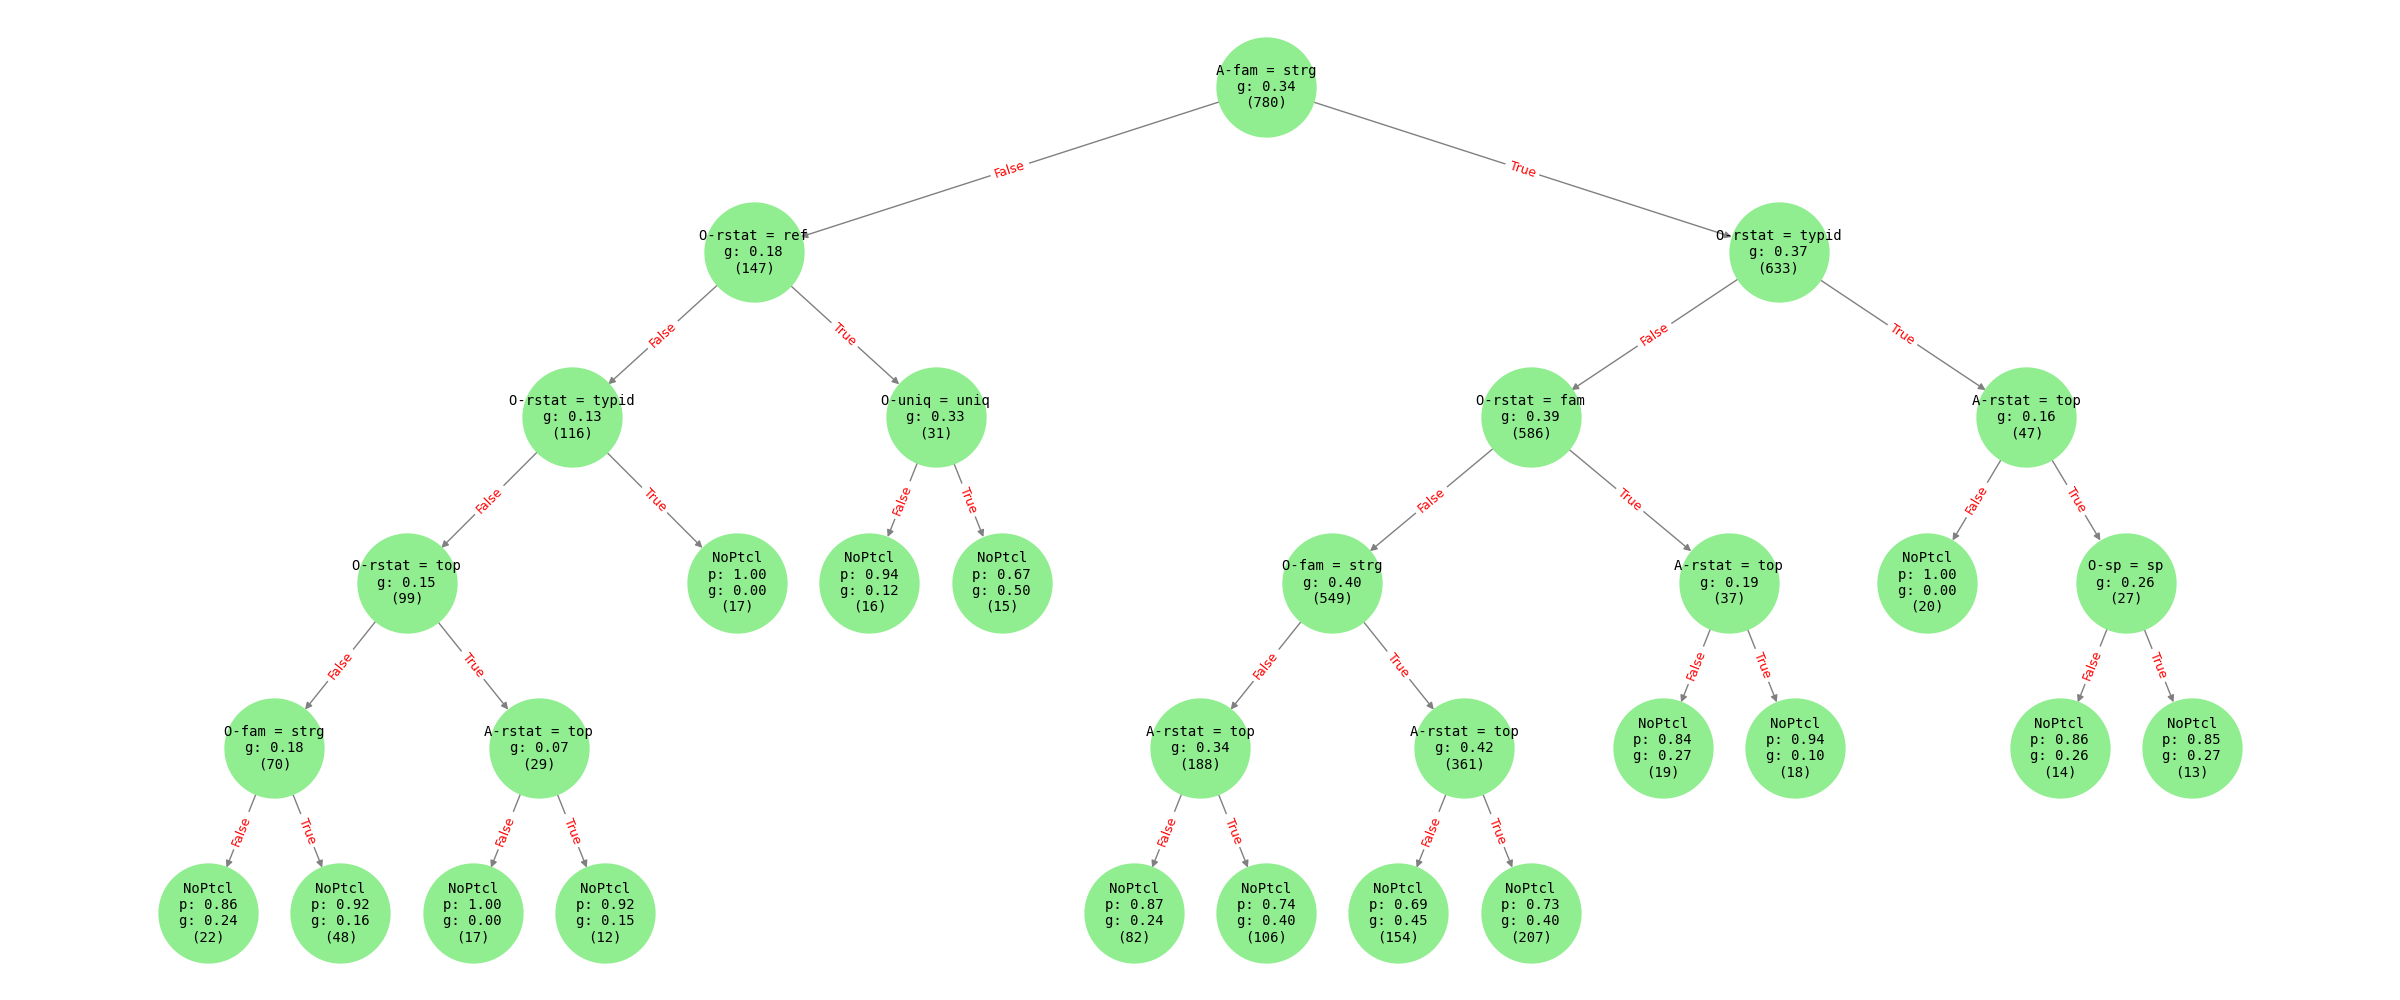 A-fam = strg
g: 0.34
(780)
False
True
O-rstat = ref
g: 0.18
(147)
O-rstat = typid
g: 0.37
(633)
False
True
False
True
O-rstat = typid
g: 0.13
(116)
O-uniq = uniq
g: 0.33
(31)
O-rstat = fam
g: 0.39
(586)
A-rstat = top
g: 0.16
(47)
False
True
False
True
False
True
False
True
O-rstat = top
g: 0.15
(99)
NoPtcl
p: 1.00
g: 0.00
(17)
NoPtcl
p: 0.94
g: 0.12
(16)
NoPtcl
p: 0.67
g: 0.50
(15)
O-fam = strg
g: 0.40
(549)
A-rstat = top
g: 0.19
(37)
NoPtcl
p: 1.00
g: 0.00
(20)
O-sp = sp
g: 0.26
(27)
False
True
False
True
False
True
False
True
O-fam = strg
g: 0.18
(70)
A-rstat = top
g: 0.07
(29)
A-rstat = top
g: 0.34
(188)
A-rstat = top
g: 0.42
(361)
NoPtcl
p: 0.84
g: 0.27
(19)
NoPtcl
p: 0.94
g: 0.10
(18)
NoPtcl
p: 0.86
g: 0.26
(14)
NoPtcl
p: 0.85
g: 0.27
(13)
False
True
False
True
False
True
False
True
NoPtcl
p: 0.86
g: 0.24
(22)
NoPtcl
p: 0.92
g: 0.16
(48)
NoPtcl
p: 1.00
g: 0.00
(17)
NoPtcl
p: 0.92
g: 0.15
(12)
NoPtcl
p: 0.87
g: 0.24
(82)
NoPtcl
p: 0.74
g: 0.40
(106)
NoPtcl
p: 0.69
g: 0.45
(154)
NoPtcl
p: 0.73
g: 0.40
(207)